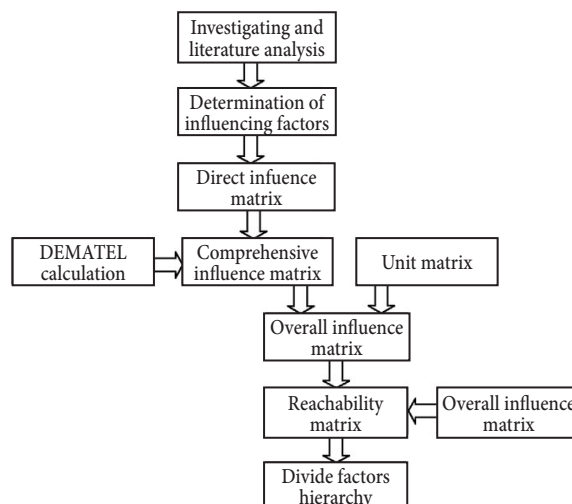 Investigating and
literature analysis
Determination of
influencing factors
Direct infuence
matrix
DEMATEL
calculation
Comprehensive
influence matrix
Unit matrix
Overall influence
matrix
Reachability
matrix
Overall influence
matrix
Divide factors
hierarchy